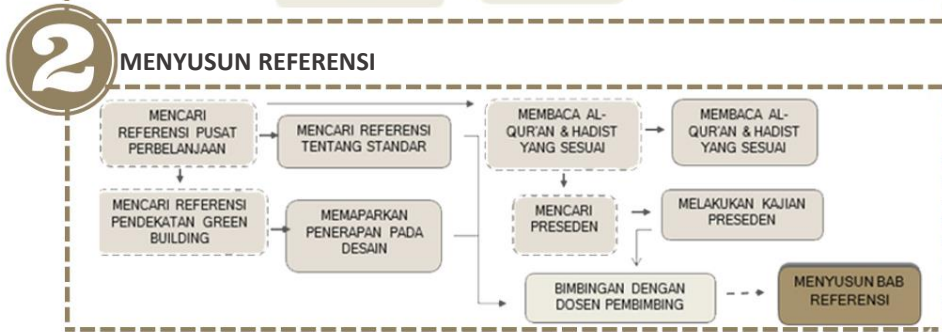 2
MENYUSUN REFERENSI
MENCARI
REFERENSI PUSAT
PERBELANJAAN
MENCARI REFERENSI
TENTANG STANDAR
MEMBACA AL-
QUR'AN & HADIST
YANG SESUAI
MEMBACA AL-
QUR'AN & HADIST
YANG SESUAI
MENCARI REFERENSI
PENDEKATAN GREEN
BUILDING
MEMAPARKAN
PENERAPAN PADA
DESAIN
MENCARI
PRESEDEN
MELAKUKAN KAJIAN
PRESEDEN
BIMBINGAN DENGAN
DOSEN PEMBIMBING
MENYUSUN BAB
REFERENSI